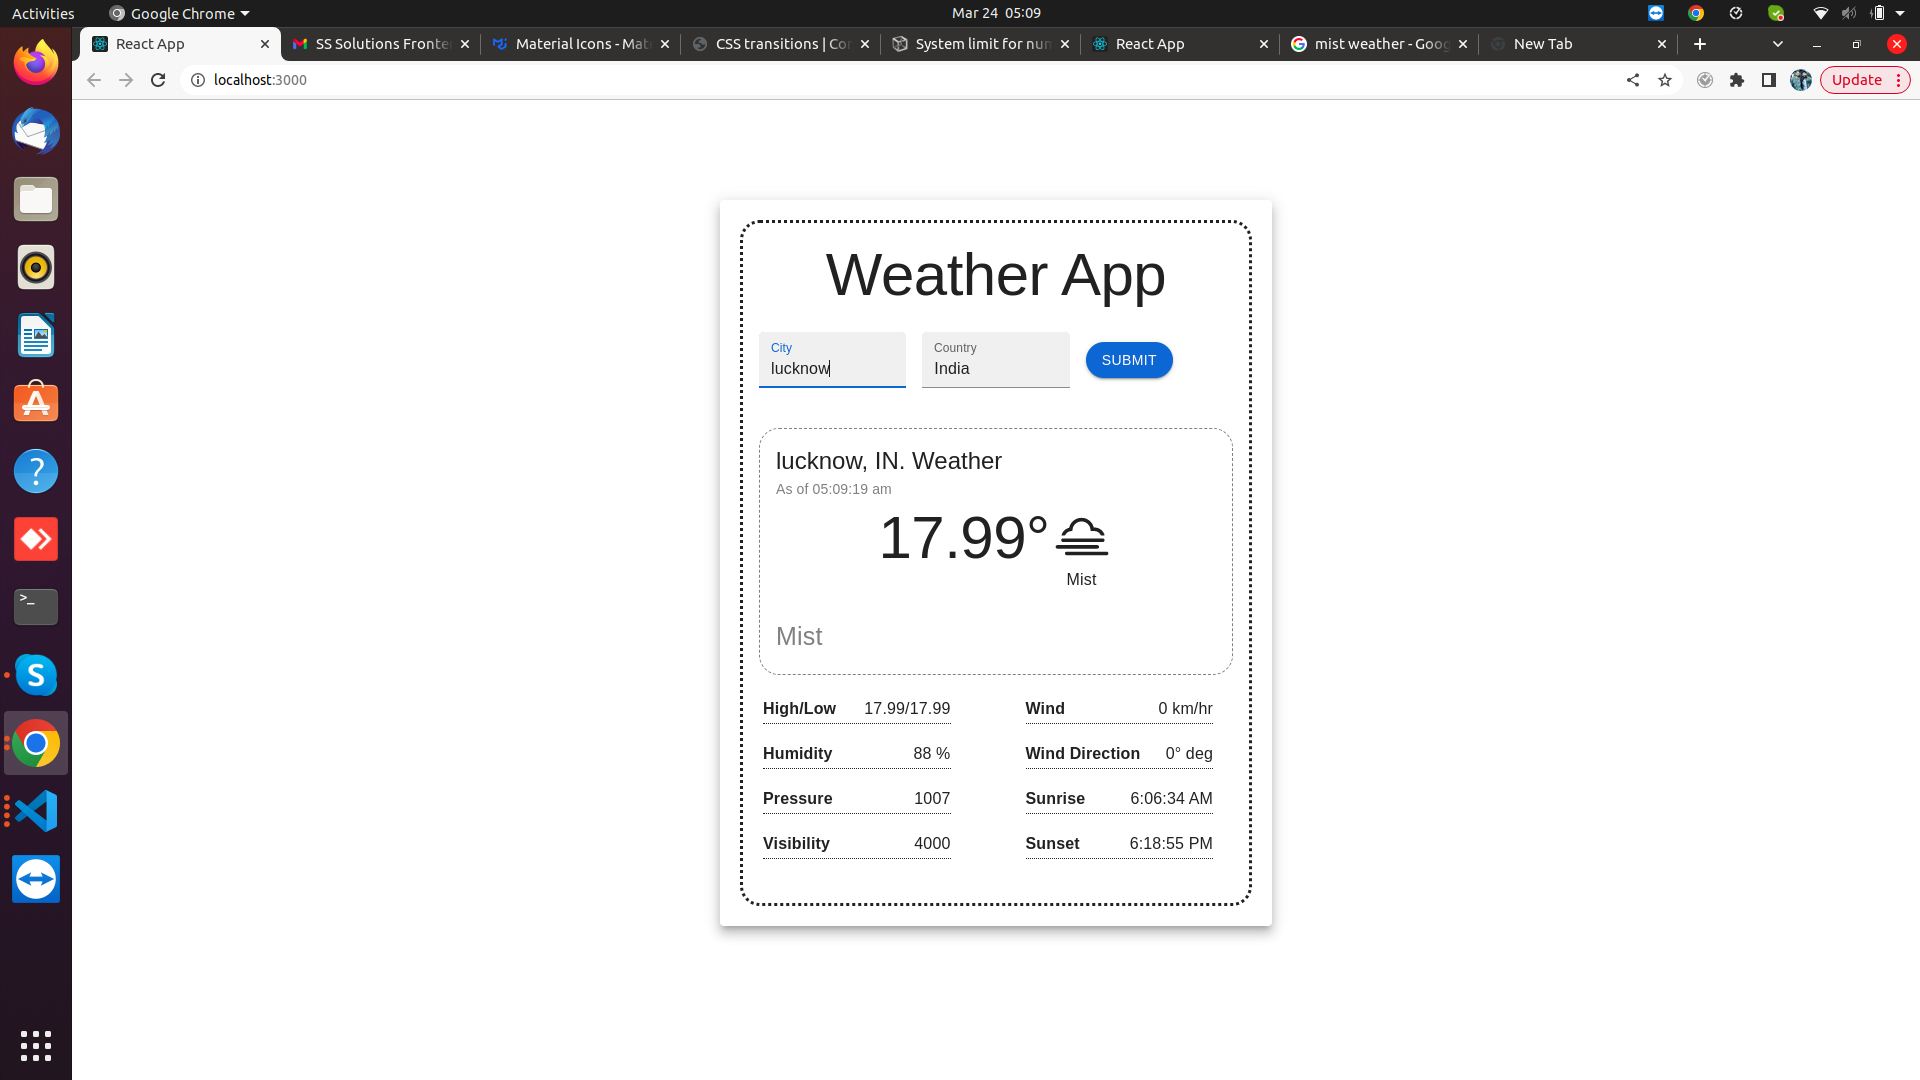 Activities
Google Chrome
Mar 24 05:09
React App
SS Solutions Fronte
Material Icons - Mat
CSS transitions | Co
System limit for nu
React App
mist weather - Goog
New Tab
localhost:3000
Update
Weather App
City
lucknow
Country
India
SUBMIT
lucknow, IN. Weather
As of 05:09:19 am
17.99°
Mist
Mist
High/Low 17.99/17.99
Wind 0 km/hr
Humidity 88 %
Wind Direction 0° deg
Pressure 1007
Sunrise 6:06:34 AM
Visibility 4000
Sunset 6:18:55 PM